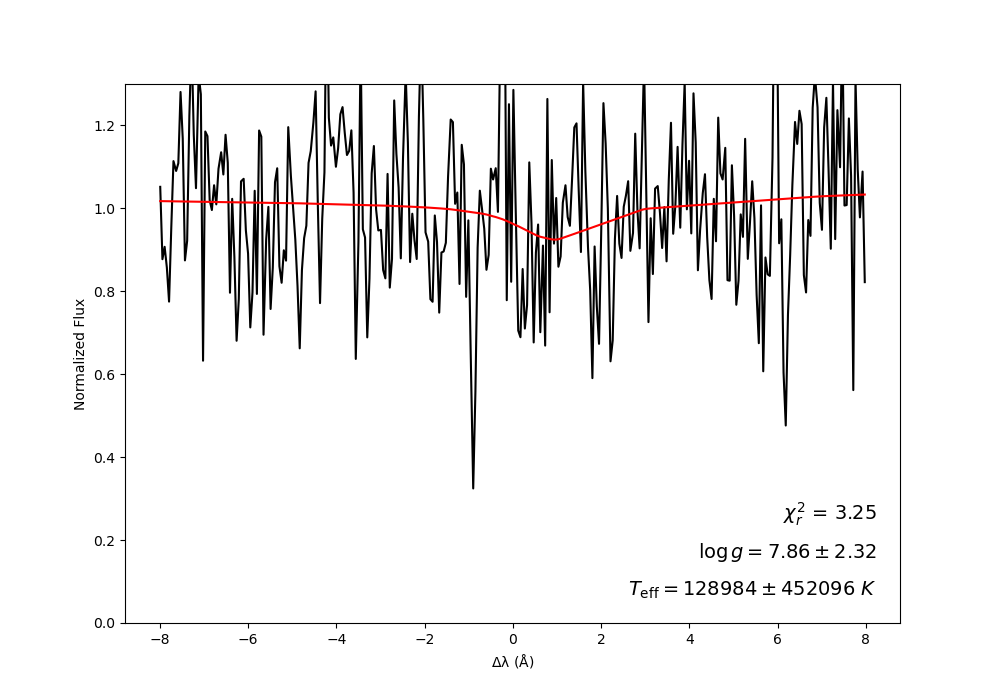 1.2
1.0
0.8
0.6
0.4
0.2
0.0
Normalized Flux
χ²ᵣ = 3.25
log g = 7.86 ± 2.32
T_eff = 128984 ± 452096 K
−8 −6 −4 −2 0 2 4 6 8
Δλ (Å)